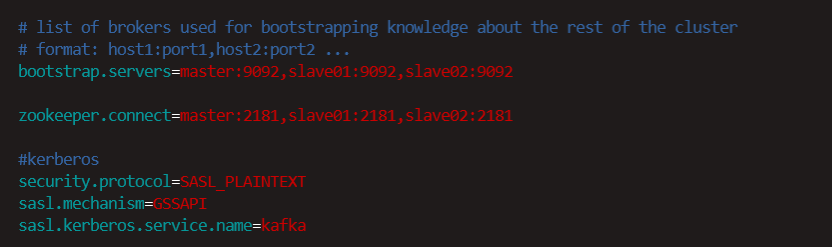 # list of brokers used for bootstrapping knowledge about the rest of the cluster
# format: host1:port1,host2:port2 ...
bootstrap.servers=master:9092,slave01:9092,slave02:9092
zookeeper.connect=master:2181,slave01:2181,slave02:2181
#kerberos
security.protocol=SASL_PLAINTEXT
sasl.mechanism=GSSAPI
sasl.kerberos.service.name=kafka